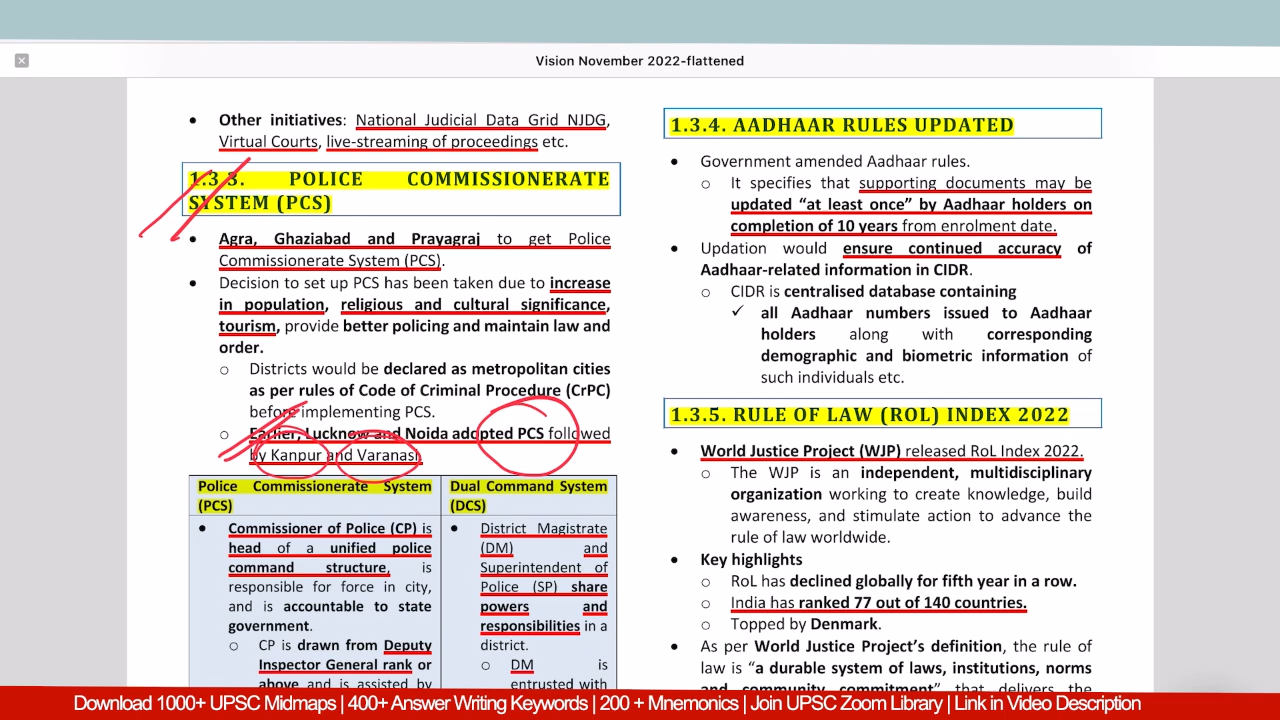 Vision November 2022-flattened
• Other initiatives: National Judicial Data Grid NJDG,
Virtual Courts, live-streaming of proceedings etc.
1.3.3. POLICE COMMISSIONERATE
SYSTEM (PCS)
• Agra, Ghaziabad and Prayagraj to get Police
Commissionerate System (PCS).
• Decision to set up PCS has been taken due to increase
in population, religious and cultural significance,
tourism, provide better policing and maintain law and
order.
o Districts would be declared as metropolitan cities
as per rules of Code of Criminal Procedure (CrPC)
before implementing PCS.
o Earlier, Lucknow and Noida adopted PCS followed
by Kanpur and Varanasi.
Police Commissionerate System
(PCS)
• Commissioner of Police (CP) is
head of a unified police
command structure, is
responsible for force in city,
and is accountable to state
government.
o CP is drawn from Deputy
Inspector General rank or
above and is assisted by
Dual Command System
(DCS)
• District Magistrate
(DM) and
Superintendent of
Police (SP) share
powers and
responsibilities in a
district.
o DM is
entrusted with
1.3.4. AADHAAR RULES UPDATED
• Government amended Aadhaar rules.
o It specifies that supporting documents may be
updated “at least once” by Aadhaar holders on
completion of 10 years from enrolment date.
• Updation would ensure continued accuracy of
Aadhaar-related information in CIDR.
o CIDR is centralised database containing
✓ all Aadhaar numbers issued to Aadhaar
holders along with corresponding
demographic and biometric information of
such individuals etc.
1.3.5. RULE OF LAW (ROL) INDEX 2022
• World Justice Project (WJP) released RoL Index 2022.
o The WJP is an independent, multidisciplinary
organization working to create knowledge, build
awareness, and stimulate action to advance the
rule of law worldwide.
• Key highlights
o RoL has declined globally for fifth year in a row.
o India has ranked 77 out of 140 countries.
o Topped by Denmark.
• As per World Justice Project’s definition, the rule of
law is “a durable system of laws, institutions, norms
and community commitment” that delivers the
Download 1000+ UPSC Midmaps | 400+ Answer Writing Keywords | 200 + Mnemonics | Join UPSC Zoom Library | Link in Video Description